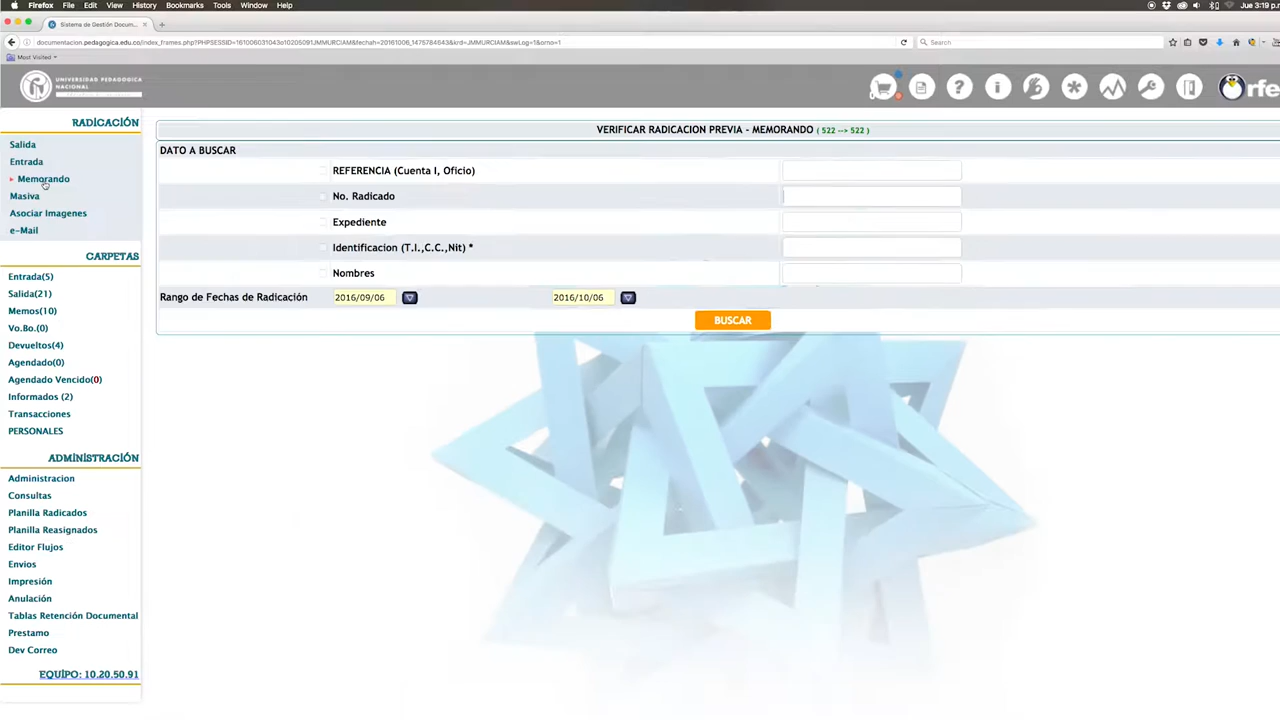 Firefox File Edit View History Bookmarks Tools Window Help
Jue 3:19 p.
Sistema de Gestión Docum...
documentacion.pedagogica.edu.co/index_frames.php?PHPSESSID=161006031043o10205091JMMURCIAM&fechah=20161006_1475784643&krd=JMMURCIAM&swLog=1&orno=1
Search
Most Visited
UNIVERSIDAD PEDAGOGICA
NACIONAL
rfe
RADICACIÓN
Salida
Entrada
Memorando
Masiva
Asociar Imagenes
e-Mail
CARPETAS
Entrada(5)
Salida(21)
Memos(10)
Vo.Bo.(0)
Devueltos(4)
Agendado(0)
Agendado Vencido(0)
Informados (2)
Transacciones
PERSONALES
ADMINISTRACIÓN
Administracion
Consultas
Planilla Radicados
Planilla Reasignados
Editor Flujos
Envios
Impresión
Anulación
Tablas Retención Documental
Prestamo
Dev Correo
EQUIPO: 10.20.50.91
VERIFICAR RADICACION PREVIA - MEMORANDO ( 522 --> 522 )
DATO A BUSCAR
REFERENCIA (Cuenta I, Oficio)
No. Radicado
Expediente
Identificacion (T.I.,C.C.,Nit) *
Nombres
Rango de Fechas de Radicación 2016/09/06 2016/10/06
BUSCAR